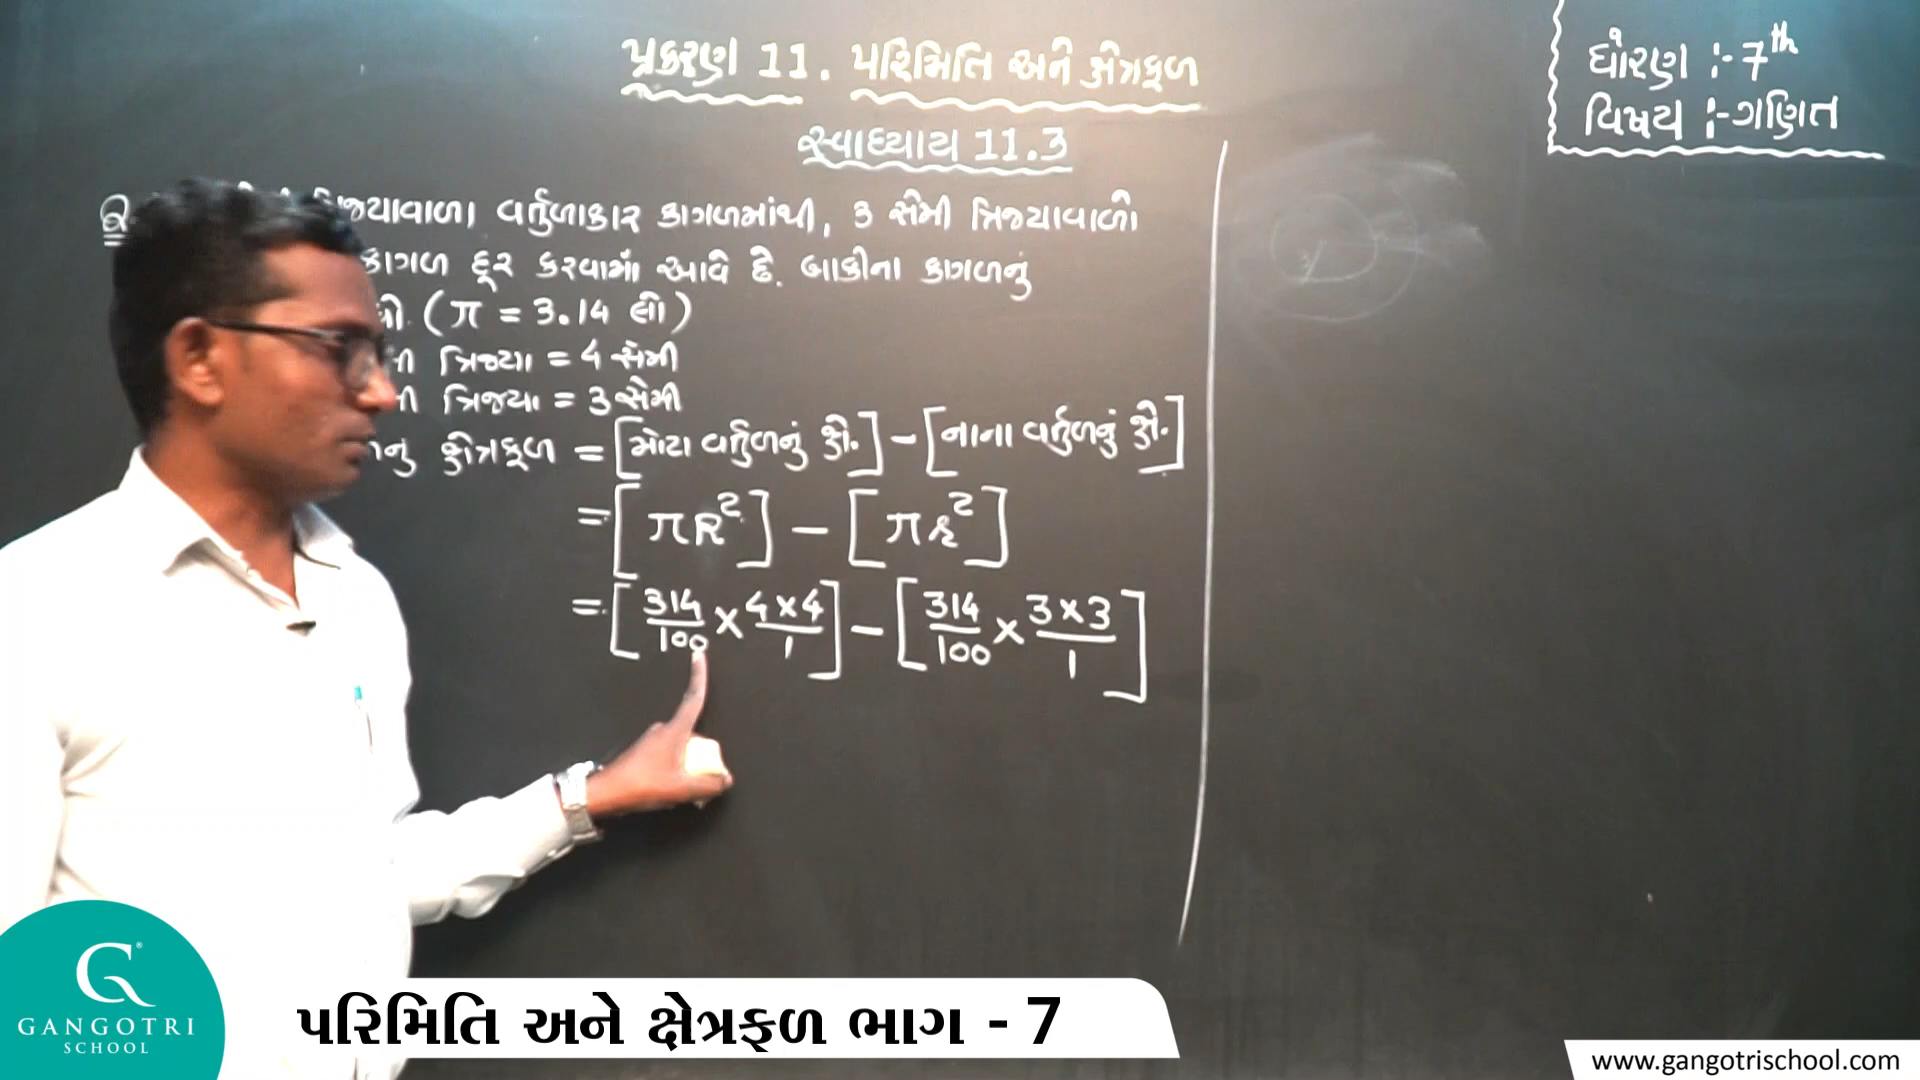 પ્રકરણ 11. પરિમિતિ અને ક્ષેત્રફળ
ધોરણ :- 7th
વિષય :- ગણિત
સ્વાધ્યાય 11.3
ત્રિજ્યાવાળા વર્તુળાકાર કાગળમાંથી, 3 સેમી ત્રિજ્યાવાળો
કાગળ દૂર કરવામાં આવે છે. બાકીના કાગળનું
(π = 3.14 લો)
ત્રિજ્યા = 4 સેમી
ત્રિજ્યા = 3 સેમી
ક્ષેત્રફળ = [મોટા વર્તુળનું ક્ષે.] - [નાના વર્તુળનું ક્ષે.]
= [πR²] - [πr²]
= [314/100 × 4×4/1] - [314/100 × 3×3/1]
G
GANGOTRI
SCHOOL
પરિમિતિ અને ક્ષેત્રફળ ભાગ - 7
www.gangotrischool.com